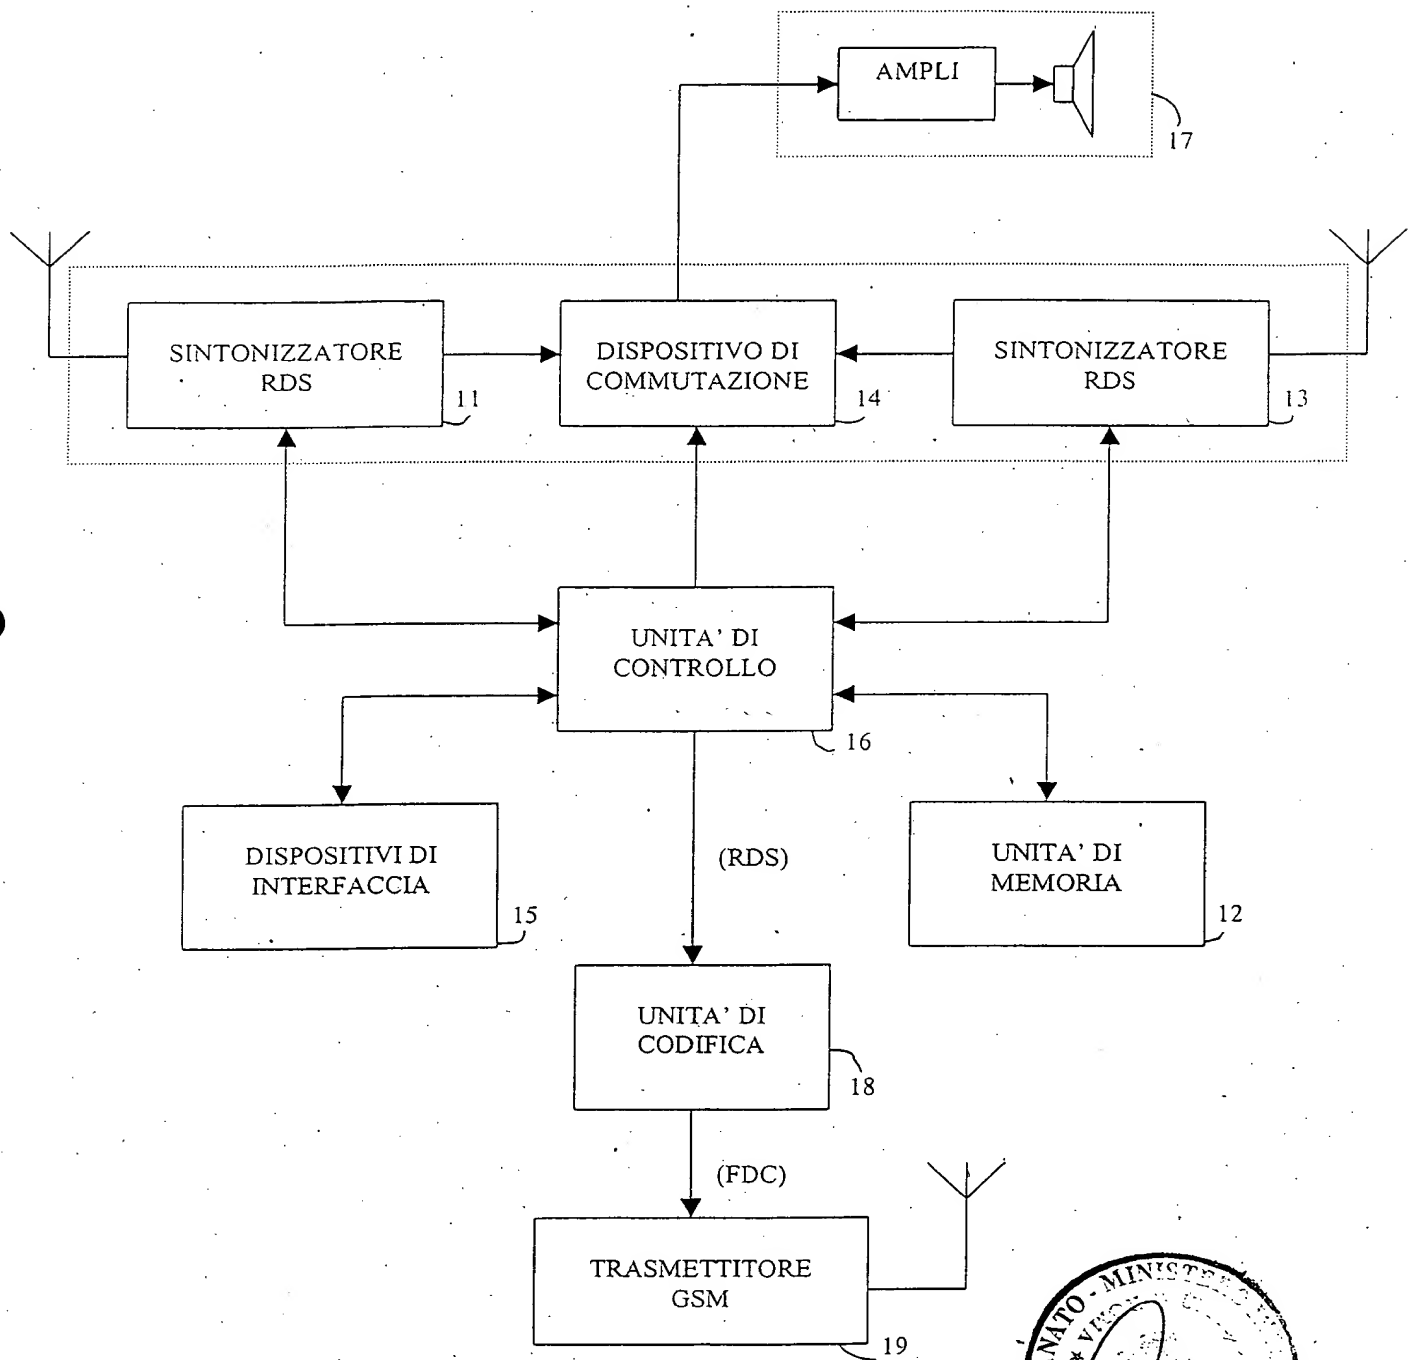 AMPLI
17
SINTONIZZATORE
RDS
11
DISPOSITIVO DI
COMMUTAZIONE
14
SINTONIZZATORE
RDS
13
UNITA' DI
CONTROLLO
16
DISPOSITIVI DI
INTERFACCIA
15
(RDS)
UNITA' DI
MEMORIA
12
UNITA' DI
CODIFICA
18
(FDC)
TRASMETTITORE
GSM
19
NATO - MINISTE